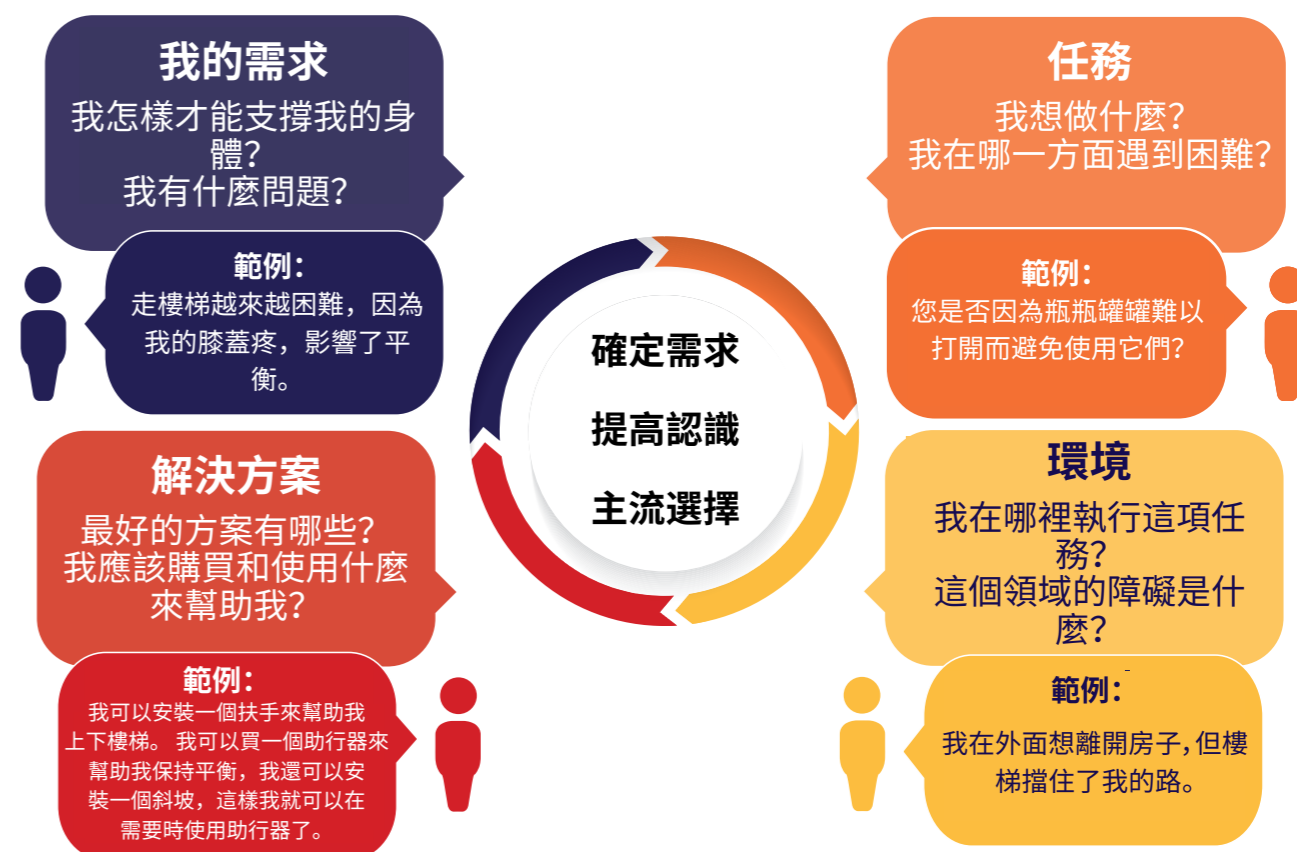 我的需求
我怎樣才能支撐我的身
體？
我有什麼問題？
範例：
走樓梯越來越困難，因為
我的膝蓋疼，影響了平
衡。
任務
我想做什麼？
我在哪一方面遇到困難？
範例：
您是否因為瓶瓶罐罐難以
打開而避免使用它們？
確定需求
提高認識
主流選擇
解決方案
最好的方案有哪些？
我應該購買和使用什麼
來幫助我？
範例：
我可以安裝一個扶手來幫助我
上下樓梯。 我可以買一個助行器來
幫助我保持平衡，我還可以安
裝一個斜坡，這樣我就可以在
需要時使用助行器了。
環境
我在哪裡執行這項任
務？
這個領域的障礙是什
麼？
範例：
我在外面想離開房子，但樓
梯擋住了我的路。